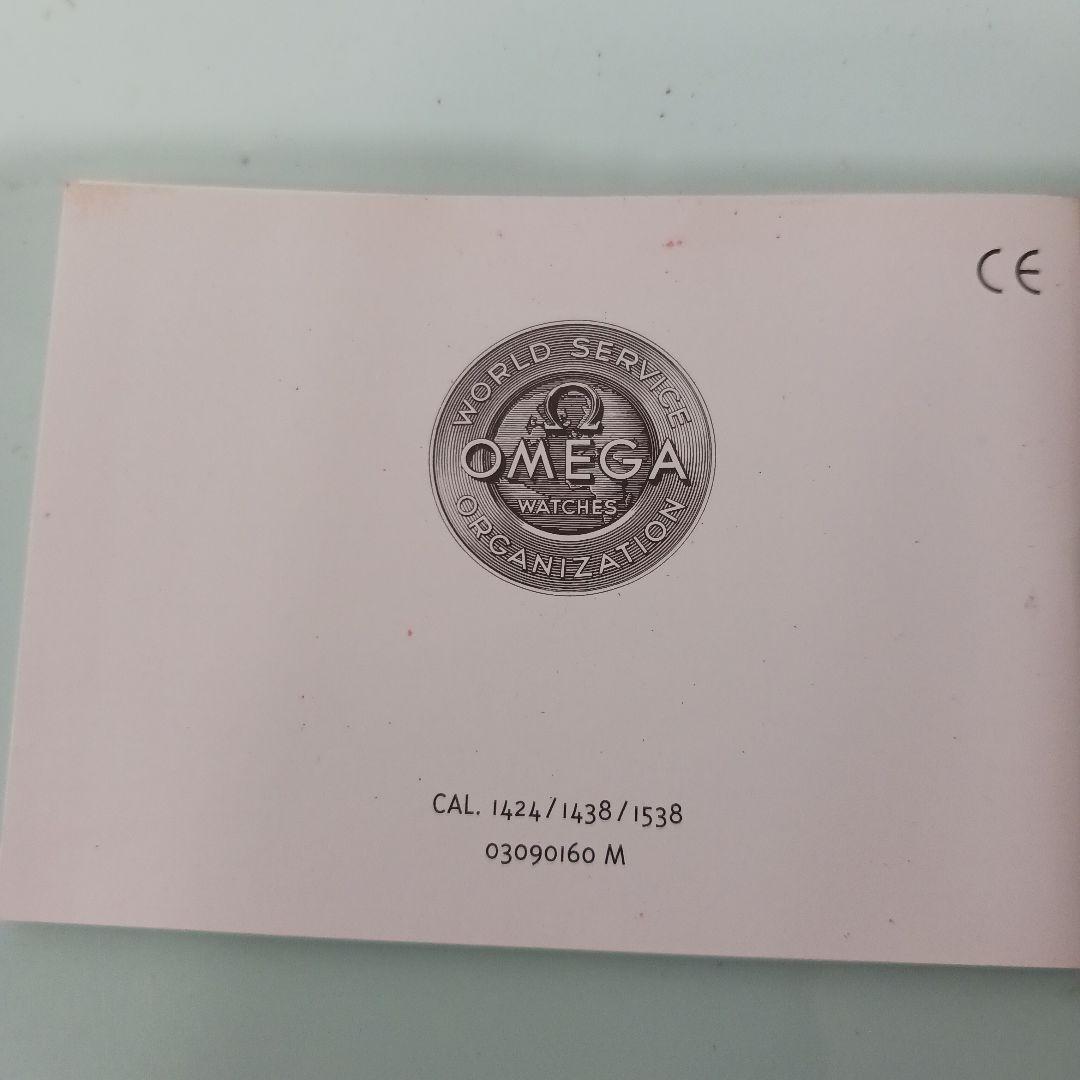 CE
WORLD SERVICE
Ω
OMEGA
WATCHES
ORGANIZATION
CAL. 1424/1438/1538
03090160 M